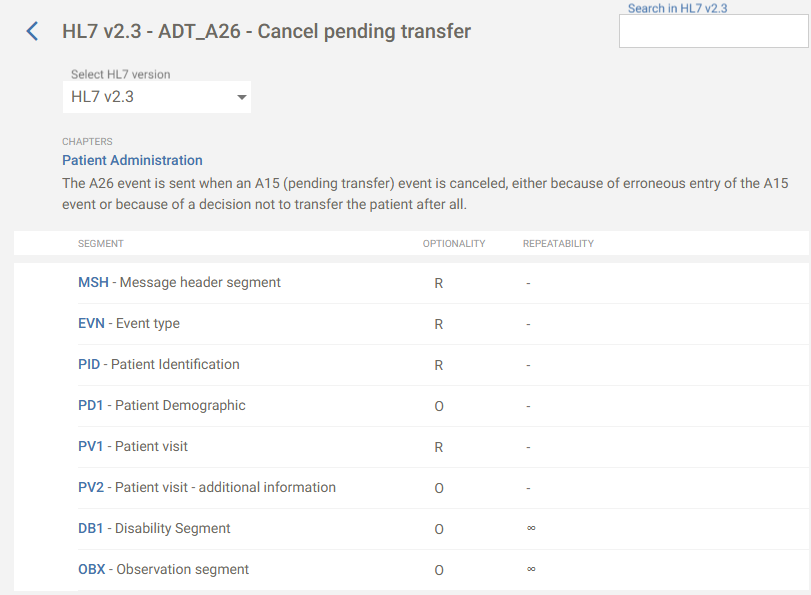 Search in HL7 v2.3
HL7 v2.3 - ADT_A26 - Cancel pending transfer
Select HL7 version
HL7 v2.3
CHAPTERS
Patient Administration
The A26 event is sent when an A15 (pending transfer) event is canceled, either because of erroneous entry of the A15
event or because of a decision not to transfer the patient after all.
SEGMENT OPTIONALITY REPEATABILITY
MSH - Message header segment R -
EVN - Event type R -
PID - Patient Identification R -
PD1 - Patient Demographic O -
PV1 - Patient visit R -
PV2 - Patient visit - additional information O -
DB1 - Disability Segment O ∞
OBX - Observation segment O ∞